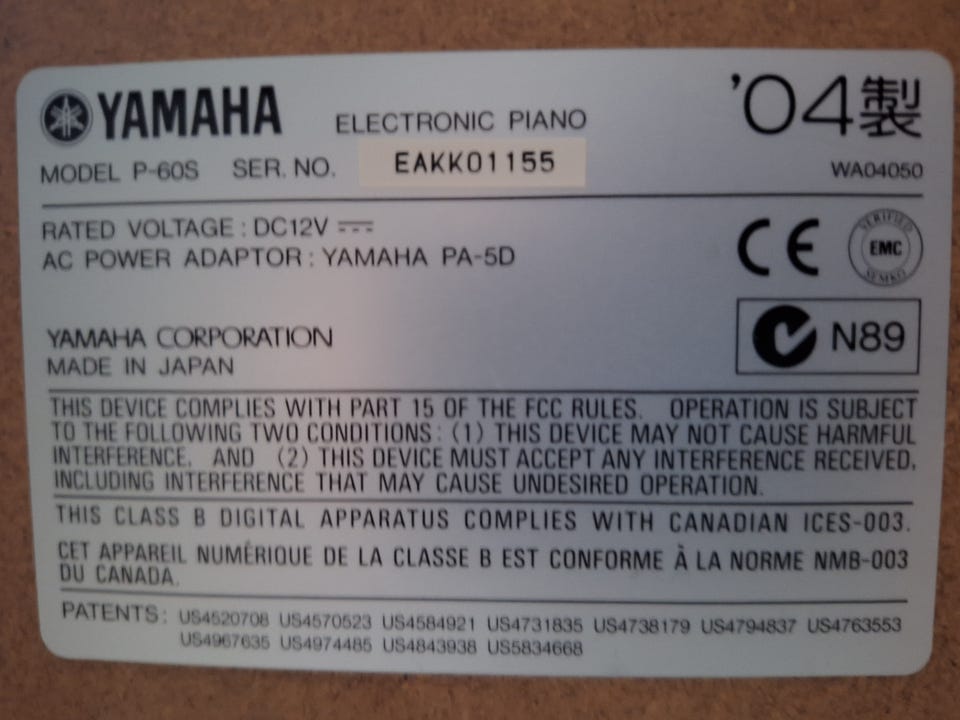 YAMAHA ELECTRONIC PIANO '04製
MODEL P-60S SER. NO. EAKK01155 WA04050
RATED VOLTAGE : DC12V
AC POWER ADAPTOR : YAMAHA PA-5D
CE
VERIFIED
EMC
SEMKO
YAMAHA CORPORATION
MADE IN JAPAN
N89
THIS DEVICE COMPLIES WITH PART 15 OF THE FCC RULES. OPERATION IS SUBJECT
TO THE FOLLOWING TWO CONDITIONS : (1) THIS DEVICE MAY NOT CAUSE HARMFUL
INTERFERENCE, AND (2) THIS DEVICE MUST ACCEPT ANY INTERFERENCE RECEIVED,
INCLUDING INTERFERENCE THAT MAY CAUSE UNDESIRED OPERATION.
THIS CLASS B DIGITAL APPARATUS COMPLIES WITH CANADIAN ICES-003.
CET APPAREIL NUMÉRIQUE DE LA CLASSE B EST CONFORME À LA NORME NMB-003
DU CANADA.
PATENTS : US4520708 US4570523 US4584921 US4731835 US4738179 US4794837 US4763553
US4967635 US4974485 US4843938 US5834668